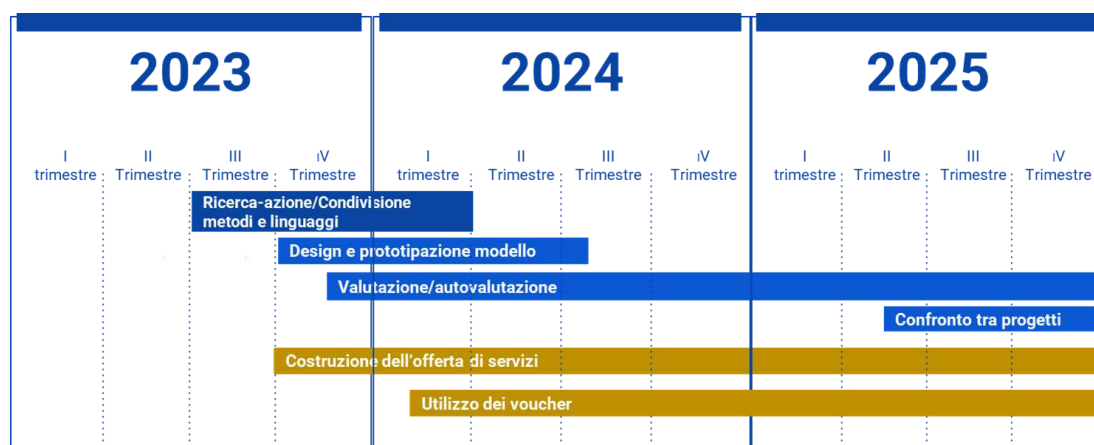 2023 2024 2025
I II III IV I II III IV I II III IV
trimestre Trimestre Trimestre Trimestre trimestre Trimestre Trimestre Trimestre trimestre Trimestre Trimestre Trimestre
Ricerca-azione/Condivisione
metodi e linguaggi
Design e prototipazione modello
Valutazione/autovalutazione
Confronto tra progetti
Costruzione dell'offerta di servizi
Utilizzo dei voucher